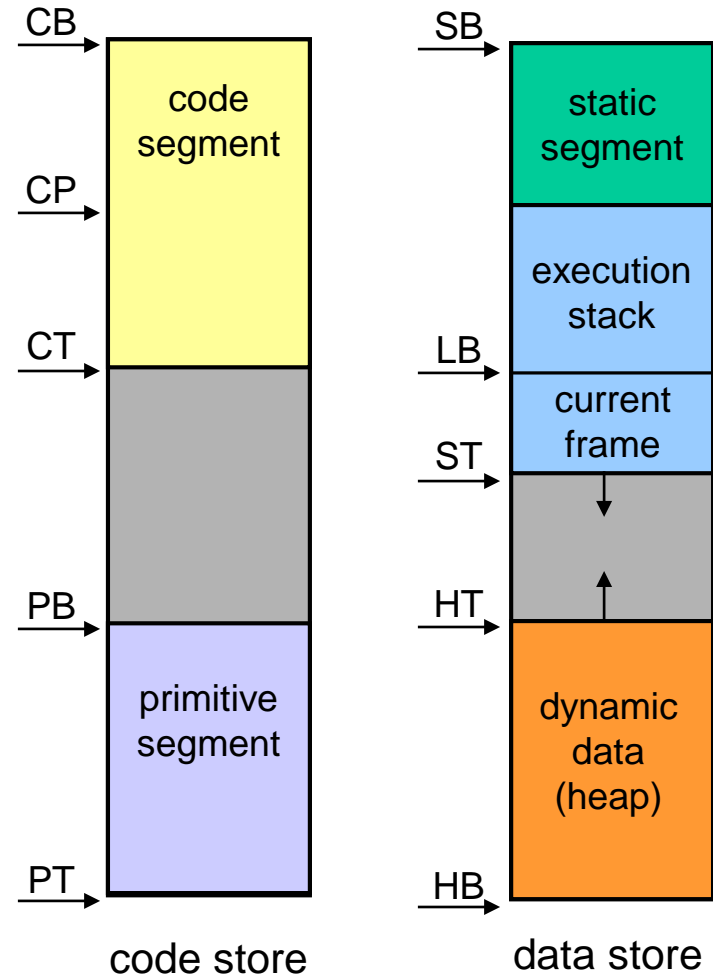 CB
code
segment
CP
CT
PB
primitive
segment
PT
code store
SB
static
segment
execution
stack
LB
current
frame
ST
HT
dynamic
data
(heap)
HB
data store